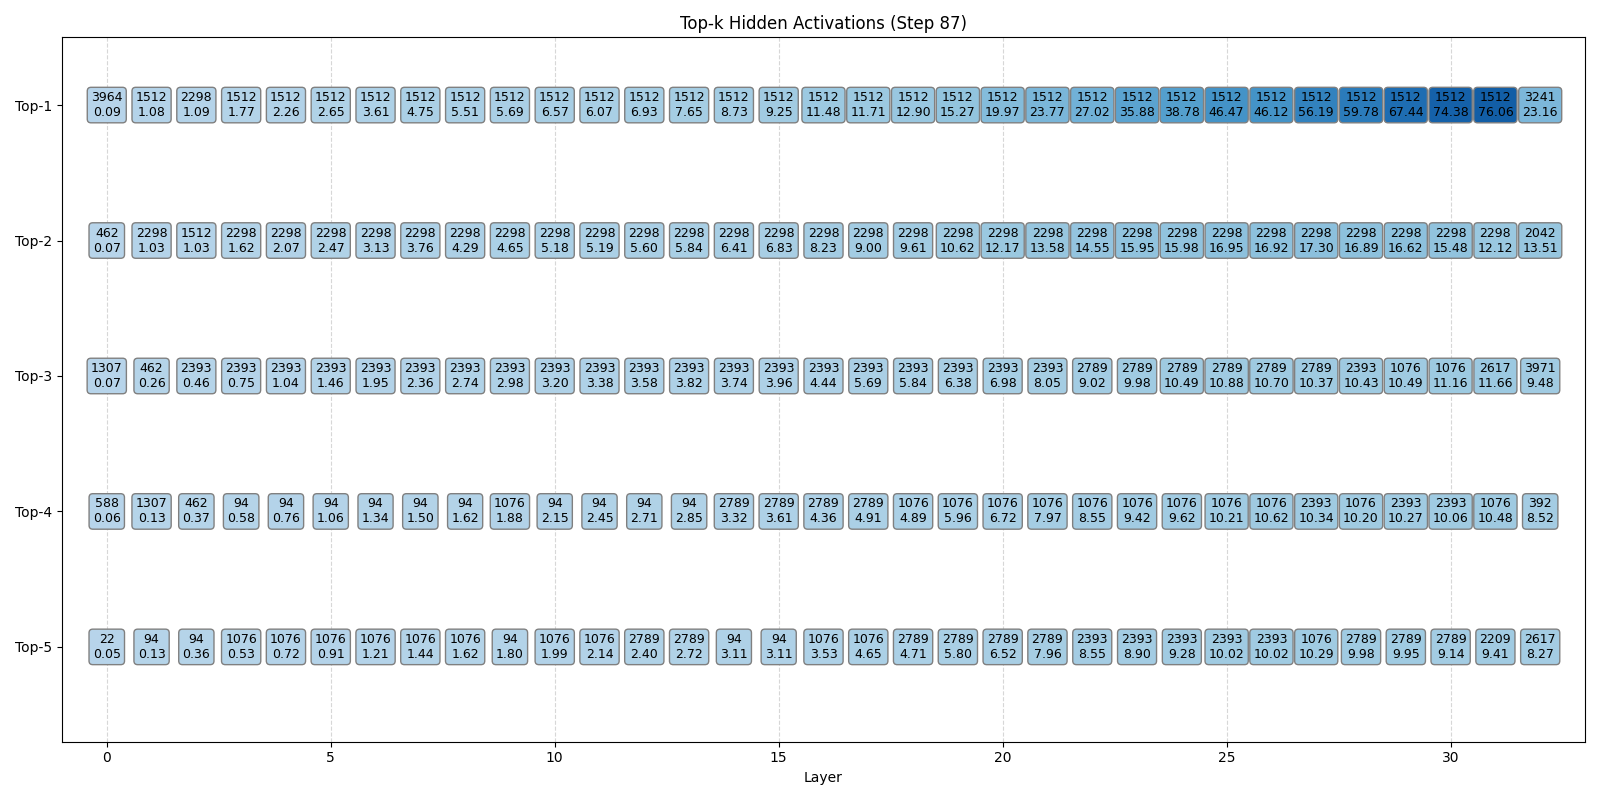 Top-k Hidden Activations (Step 87)
Top-1
3964 1512 2298 1512 1512 1512 1512 1512 1512 1512 1512 1512 1512 1512 1512 1512 1512 1512 1512 1512 1512 1512 1512 1512 1512 1512 1512 1512 1512 1512 1512 1512 3241
0.09 1.08 1.09 1.77 2.26 2.65 3.61 4.75 5.51 5.69 6.57 6.07 6.93 7.65 8.73 9.25 11.48 11.71 12.90 15.27 19.97 23.77 27.02 35.88 38.78 46.47 46.12 56.19 59.78 67.44 74.38 76.06 23.16
Top-2
462 2298 1512 2298 2298 2298 2298 2298 2298 2298 2298 2298 2298 2298 2298 2298 2298 2298 2298 2298 2298 2298 2298 2298 2298 2298 2298 2298 2298 2298 2298 2298 2042
0.07 1.03 1.03 1.62 2.07 2.47 3.13 3.76 4.29 4.65 5.18 5.19 5.60 5.84 6.41 6.83 8.23 9.00 9.61 10.62 12.17 13.58 14.55 15.95 15.98 16.95 16.92 17.30 16.89 16.62 15.48 12.12 13.51
Top-3
1307 462 2393 2393 2393 2393 2393 2393 2393 2393 2393 2393 2393 2393 2393 2393 2393 2393 2393 2393 2393 2393 2789 2789 2789 2789 2789 2789 2393 1076 1076 2617 3971
0.07 0.26 0.46 0.75 1.04 1.46 1.95 2.36 2.74 2.98 3.20 3.38 3.58 3.82 3.74 3.96 4.44 5.69 5.84 6.38 6.98 8.05 9.02 9.98 10.49 10.88 10.70 10.37 10.43 10.49 11.16 11.66 9.48
Top-4
588 1307 462 94 94 94 94 94 94 1076 94 94 94 94 2789 2789 2789 2789 1076 1076 1076 1076 1076 1076 1076 1076 1076 2393 1076 2393 2393 1076 392
0.06 0.13 0.37 0.58 0.76 1.06 1.34 1.50 1.62 1.88 2.15 2.45 2.71 2.85 3.32 3.61 4.36 4.91 4.89 5.96 6.72 7.97 8.55 9.42 9.62 10.21 10.62 10.34 10.20 10.27 10.06 10.48 8.52
Top-5
22 94 94 1076 1076 1076 1076 1076 1076 94 1076 1076 2789 2789 94 94 1076 1076 2789 2789 2789 2789 2393 2393 2393 2393 2393 1076 2789 2789 2789 2209 2617
0.05 0.13 0.36 0.53 0.72 0.91 1.21 1.44 1.62 1.80 1.99 2.14 2.40 2.72 3.11 3.11 3.53 4.65 4.71 5.80 6.52 7.96 8.55 8.90 9.28 10.02 10.02 10.29 9.98 9.95 9.14 9.41 8.27
0 5 10 15 20 25 30
Layer